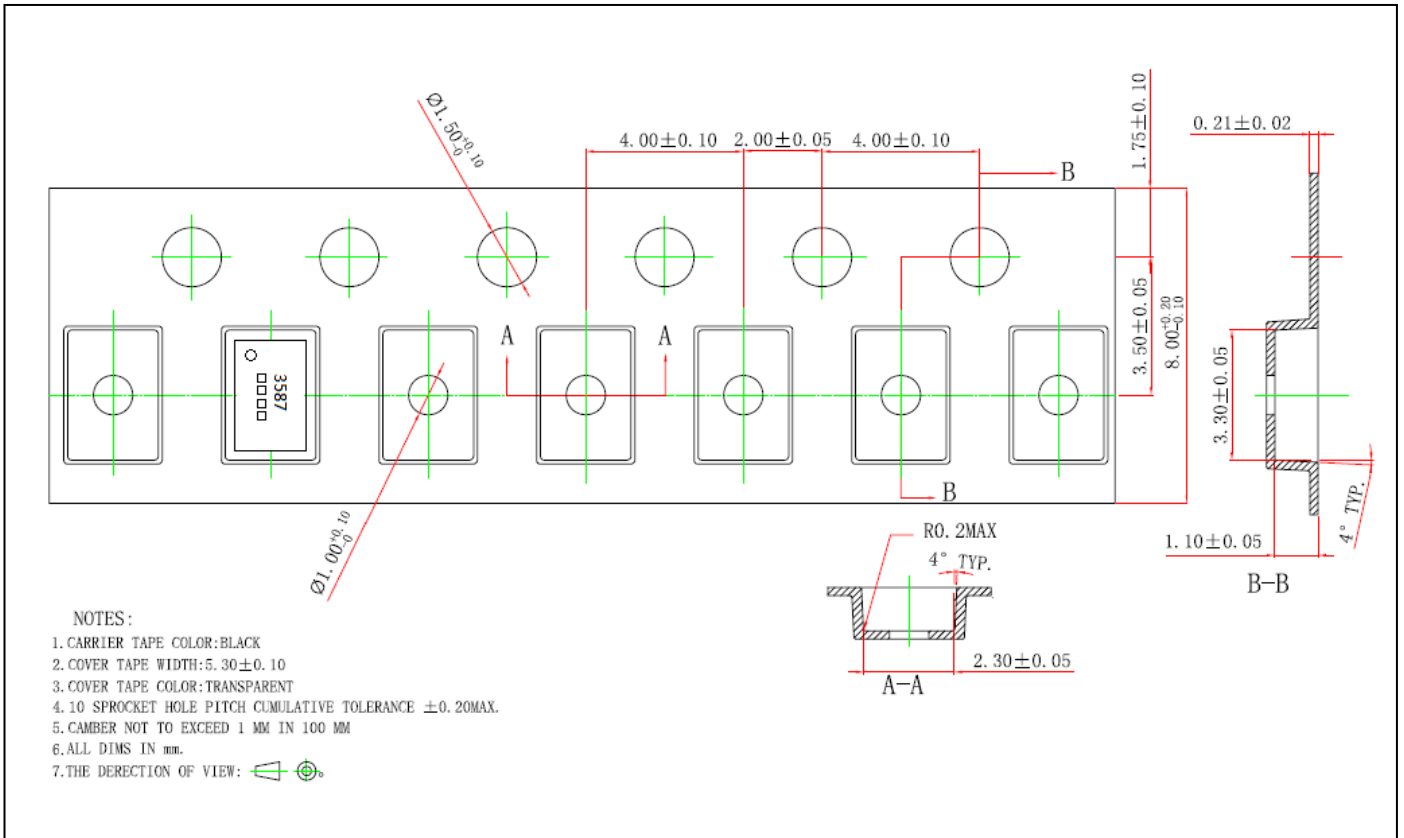 Ø1.50+0.10-0
4.00±0.10
2.00±0.05
4.00±0.10
1.75±0.10
0.21±0.02
B
A
A
3587
3.50±0.05
8.00+0.20-0.10
3.30±0.05
B
Ø1.00+0.10-0
R0.2MAX
4° TYP.
1.10±0.05
4° TYP.
B-B
2.30±0.05
A-A
NOTES:
1.CARRIER TAPE COLOR:BLACK
2.COVER TAPE WIDTH:5.30±0.10
3.COVER TAPE COLOR:TRANSPARENT
4.10 SPROCKET HOLE PITCH CUMULATIVE TOLERANCE ±0.20MAX.
5.CAMBER NOT TO EXCEED 1 MM IN 100 MM
6.ALL DIMS IN mm.
7.THE DERECTION OF VIEW: